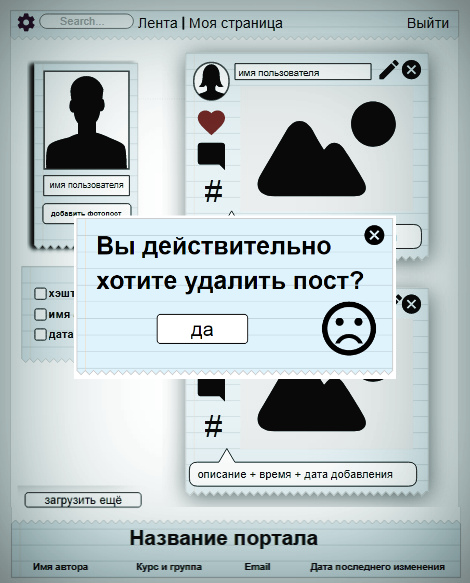 Search...
Лента | Моя страница
Выйти
имя пользователя
имя пользователя
добавить фотопост
#
Вы действительно
хотите удалить пост?
да
хэшт
имя
дата
#
описание + время + дата добавления
загрузить ещё
Название портала
Имя автора Курс и группа Email Дата последнего изменения